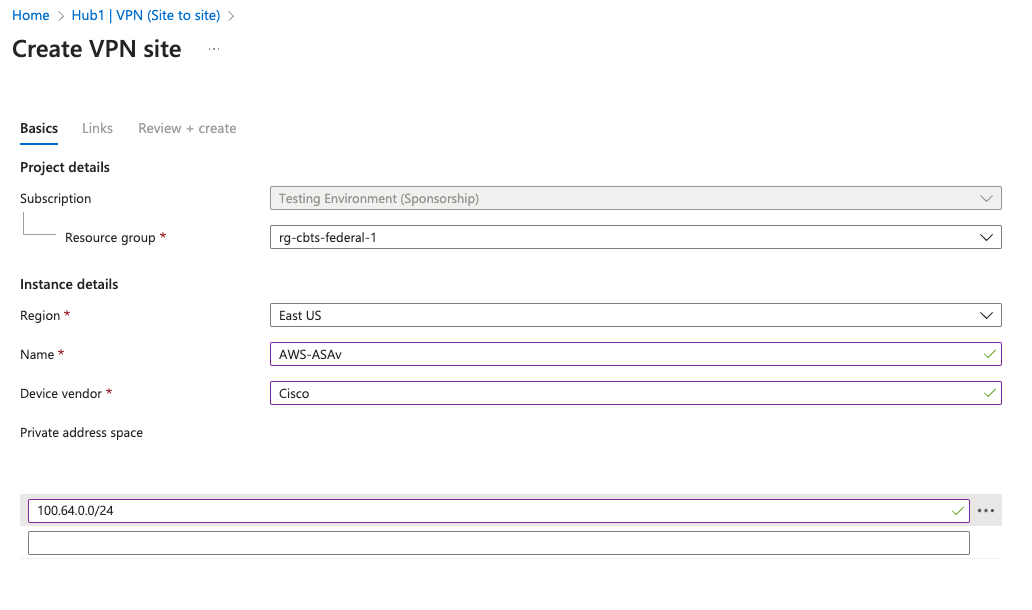 Home > Hub1 | VPN (Site to site) >
Create VPN site ...
Basics Links Review + create
Project details
Subscription Testing Environment (Sponsorship)
Resource group * rg-cbts-federal-1
Instance details
Region * East US
Name * AWS-ASAv
Device vendor * Cisco
Private address space
100.64.0.0/24